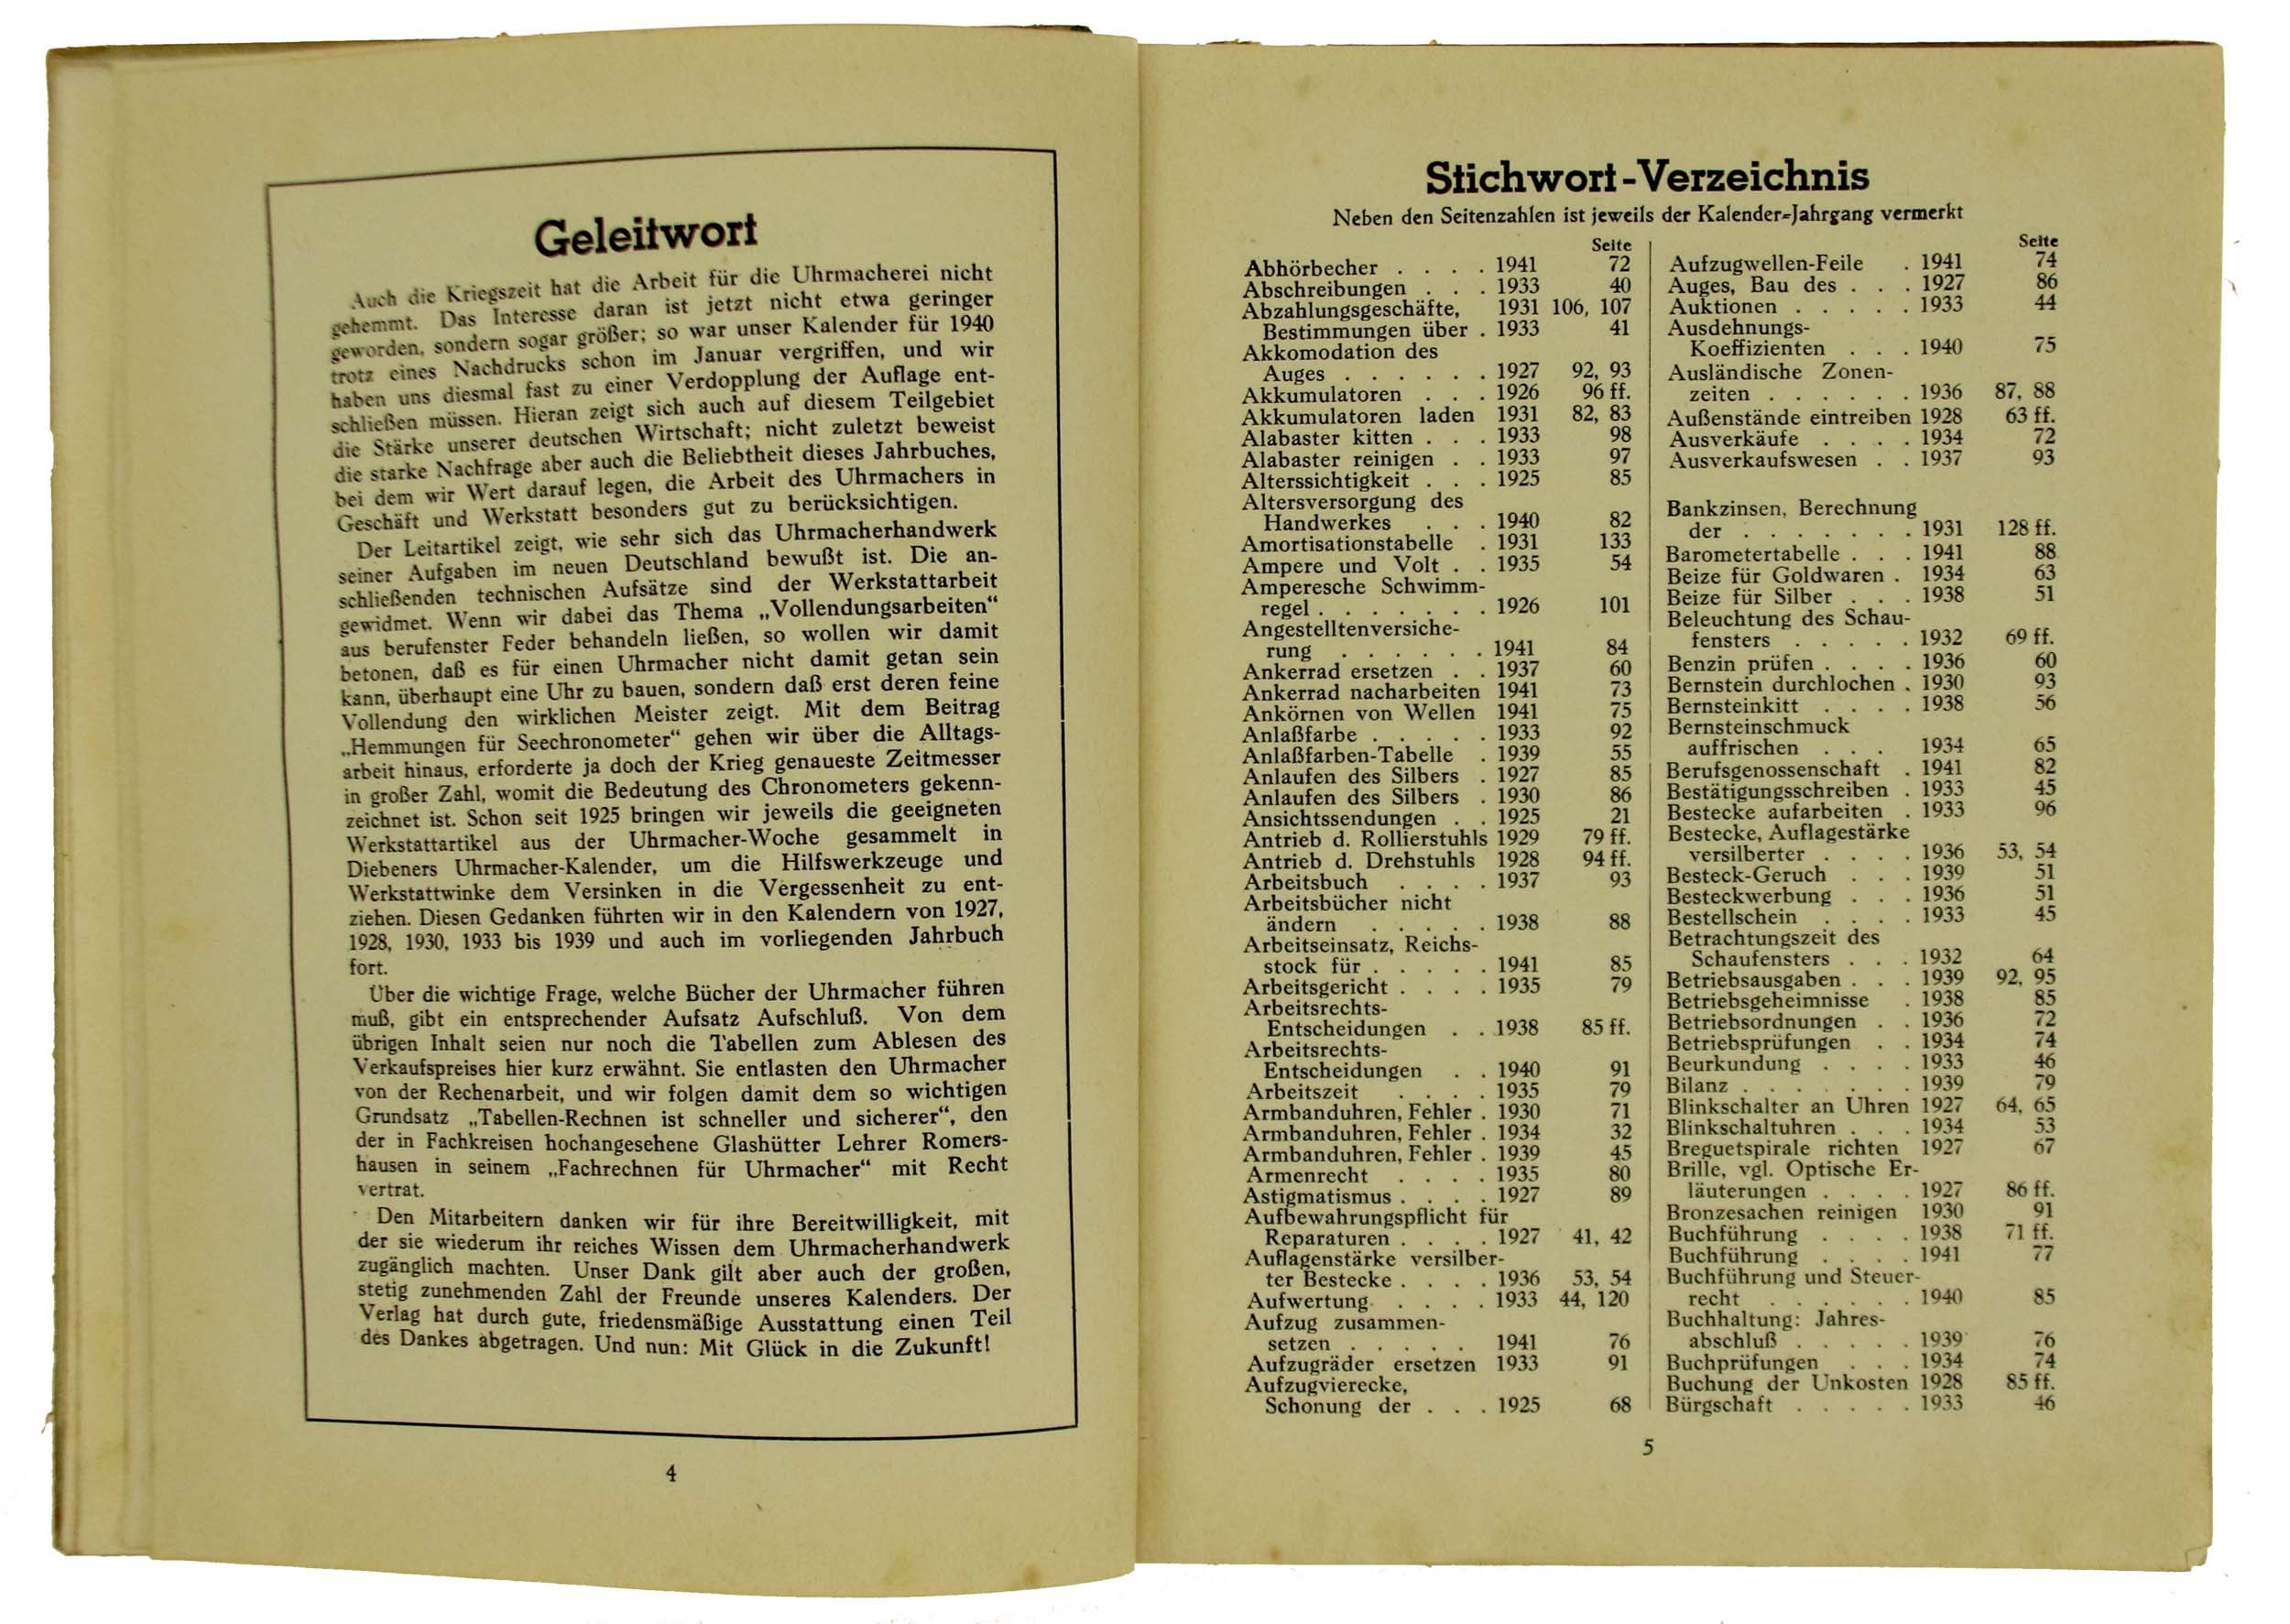 Geleitwort
Auch die Kriegszeit hat die Arbeit für die Uhrmacherei nicht
gehemmt. Das Interesse daran ist jetzt nicht etwa geringer
geworden, sondern sogar größer; so war unser Kalender für 1940
trotz eines Nachdrucks schon im Januar vergriffen, und wir
haben uns diesmal fast zu einer Verdopplung der Auflage ent-
schließen müssen. Hieran zeigt sich auch auf diesem Teilgebiet
die Stärke unserer deutschen Wirtschaft; nicht zuletzt beweist
die starke Nachfrage aber auch die Beliebtheit dieses Jahrbuches,
bei dem wir Wert darauf legen, die Arbeit des Uhrmachers in
Geschäft und Werkstatt besonders gut zu berücksichtigen.
Der Leitartikel zeigt, wie sehr sich das Uhrmacherhandwerk
seiner Aufgaben im neuen Deutschland bewußt ist. Die an-
schließenden technischen Aufsätze sind der Werkstattarbeit
gewidmet. Wenn wir dabei das Thema „Vollendungsarbeiten“
aus berufenster Feder behandeln ließen, so wollen wir damit
betonen, daß es für einen Uhrmacher nicht damit getan sein
kann, überhaupt eine Uhr zu bauen, sondern daß erst deren feine
Vollendung den wirklichen Meister zeigt. Mit dem Beitrag
„Hemmungen für Seechronometer“ gehen wir über die Alltags-
arbeit hinaus, erforderte ja doch der Krieg genaueste Zeitmesser
in großer Zahl, womit die Bedeutung des Chronometers gekenn-
zeichnet ist. Schon seit 1925 bringen wir jeweils die geeigneten
Werkstattartikel aus der Uhrmacher-Woche gesammelt in
Diebeners Uhrmacher-Kalender, um die Hilfswerkzeuge und
Werkstattwinke dem Versinken in die Vergessenheit zu ent-
ziehen. Diesen Gedanken führten wir in den Kalendern von 1927,
1928, 1930, 1933 bis 1939 und auch im vorliegenden Jahrbuch
fort.
Über die wichtige Frage, welche Bücher der Uhrmacher führen
muß, gibt ein entsprechender Aufsatz Aufschluß. Von dem
übrigen Inhalt seien nur noch die Tabellen zum Ablesen des
Verkaufspreises hier kurz erwähnt. Sie entlasten den Uhrmacher
von der Rechenarbeit, und wir folgen damit dem so wichtigen
Grundsatz „Tabellen-Rechnen ist schneller und sicherer“, den
der in Fachkreisen hochangesehene Glashütter Lehrer Romers-
hausen in seinem „Fachrechnen für Uhrmacher“ mit Recht
vertrat.
Den Mitarbeitern danken wir für ihre Bereitwilligkeit, mit
der sie wiederum ihr reiches Wissen dem Uhrmacherhandwerk
zugänglich machten. Unser Dank gilt aber auch der großen,
stetig zunehmenden Zahl der Freunde unseres Kalenders. Der
Verlag hat durch gute, friedensmäßige Ausstattung einen Teil
des Dankes abgetragen. Und nun: Mit Glück in die Zukunft!
4
Stichwort-Verzeichnis
Neben den Seitenzahlen ist jeweils der Kalender-Jahrgang vermerkt
Seite
Abhörbecher . . . . 1941 72
Abschreibungen . . . 1933 40
Abzahlungsgeschäfte, 1931 106, 107
Bestimmungen über . 1933 41
Akkomodation des
Auges . . . . . . 1927 92, 93
Akkumulatoren . . . 1926 96 ff.
Akkumulatoren laden 1931 82, 83
Alabaster kitten . . . 1933 98
Alabaster reinigen . . 1933 97
Alterssichtigkeit . . . 1925 85
Altersversorgung des
Handwerkes . . . 1940 82
Amortisationstabelle . 1931 133
Ampere und Volt . . 1935 54
Amperesche Schwimm-
regel . . . . . . . 1926 101
Angestelltenversiche-
rung . . . . . . 1941 84
Ankerrad ersetzen . . 1937 60
Ankerrad nacharbeiten 1941 73
Ankörnen von Wellen 1941 75
Anlaßfarbe . . . . . 1933 92
Anlaßfarben-Tabelle . 1939 55
Anlaufen des Silbers . 1927 85
Anlaufen des Silbers . 1930 86
Ansichtssendungen . . 1925 21
Antrieb d. Rollierstuhls 1929 79 ff.
Antrieb d. Drehstuhls 1928 94 ff.
Arbeitsbuch . . . . 1937 93
Arbeitsbücher nicht
ändern . . . . . 1938 88
Arbeitseinsatz, Reichs-
stock für . . . . . 1941 85
Arbeitsgericht . . . . 1935 79
Arbeitsrechts-
Entscheidungen . . 1938 85 ff.
Arbeitsrechts-
Entscheidungen . . 1940 91
Arbeitszeit . . . . 1935 79
Armbanduhren, Fehler . 1930 71
Armbanduhren, Fehler . 1934 32
Armbanduhren, Fehler . 1939 45
Armenrecht . . . . 1935 80
Astigmatismus . . . . 1927 89
Aufbewahrungspflicht für
Reparaturen . . . . 1927 41, 42
Auflagenstärke versilber-
ter Bestecke . . . . 1936 53, 54
Aufwertung . . . . 1933 44, 120
Aufzug zusammen-
setzen . . . . . 1941 76
Aufzugräder ersetzen 1933 91
Aufzugvierecke,
Schonung der . . . 1925 68
Seite
Aufzugwellen-Feile . 1941 74
Auges, Bau des . . . 1927 86
Auktionen . . . . . 1933 44
Ausdehnungs-
Koeffizienten . . . 1940 75
Ausländische Zonen-
zeiten . . . . . . 1936 87, 88
Außenstände eintreiben 1928 63 ff.
Ausverkäufe . . . . 1934 72
Ausverkaufswesen . . 1937 93
Bankzinsen, Berechnung
der . . . . . . . 1931 128 ff.
Barometertabelle . . . 1941 88
Beize für Goldwaren . 1934 63
Beize für Silber . . . 1938 51
Beleuchtung des Schau-
fensters . . . . . 1932 69 ff.
Benzin prüfen . . . . 1936 60
Bernstein durchlochen . 1930 93
Bernsteinkitt . . . . 1938 56
Bernsteinschmuck
auffrischen . . . 1934 65
Berufsgenossenschaft . 1941 82
Bestätigungsschreiben . 1933 45
Bestecke aufarbeiten . 1933 96
Bestecke, Auflagestärke
versilberter . . . . 1936 53, 54
Besteck-Geruch . . . 1939 51
Besteckwerbung . . . 1936 51
Bestellschein . . . . 1933 45
Betrachtungszeit des
Schaufensters . . . 1932 64
Betriebsausgaben . . . 1939 92, 95
Betriebsgeheimnisse . 1938 85
Betriebsordnungen . . 1936 72
Betriebsprüfungen . . 1934 74
Beurkundung . . . . 1933 46
Bilanz . . . . . . . 1939 79
Blinkschalter an Uhren 1927 64, 65
Blinkschaltuhren . . . 1934 53
Breguetspirale richten 1927 67
Brille, vgl. Optische Er-
läuterungen . . . . 1927 86 ff.
Bronzesachen reinigen 1930 91
Buchführung . . . . 1938 71 ff.
Buchführung . . . . 1941 77
Buchführung und Steuer-
recht . . . . . . 1940 85
Buchhaltung: Jahres-
abschluß . . . . . 1939 76
Buchprüfungen . . . 1934 74
Buchung der Unkosten 1928 85 ff.
Bürgschaft . . . . . 1933 46
5